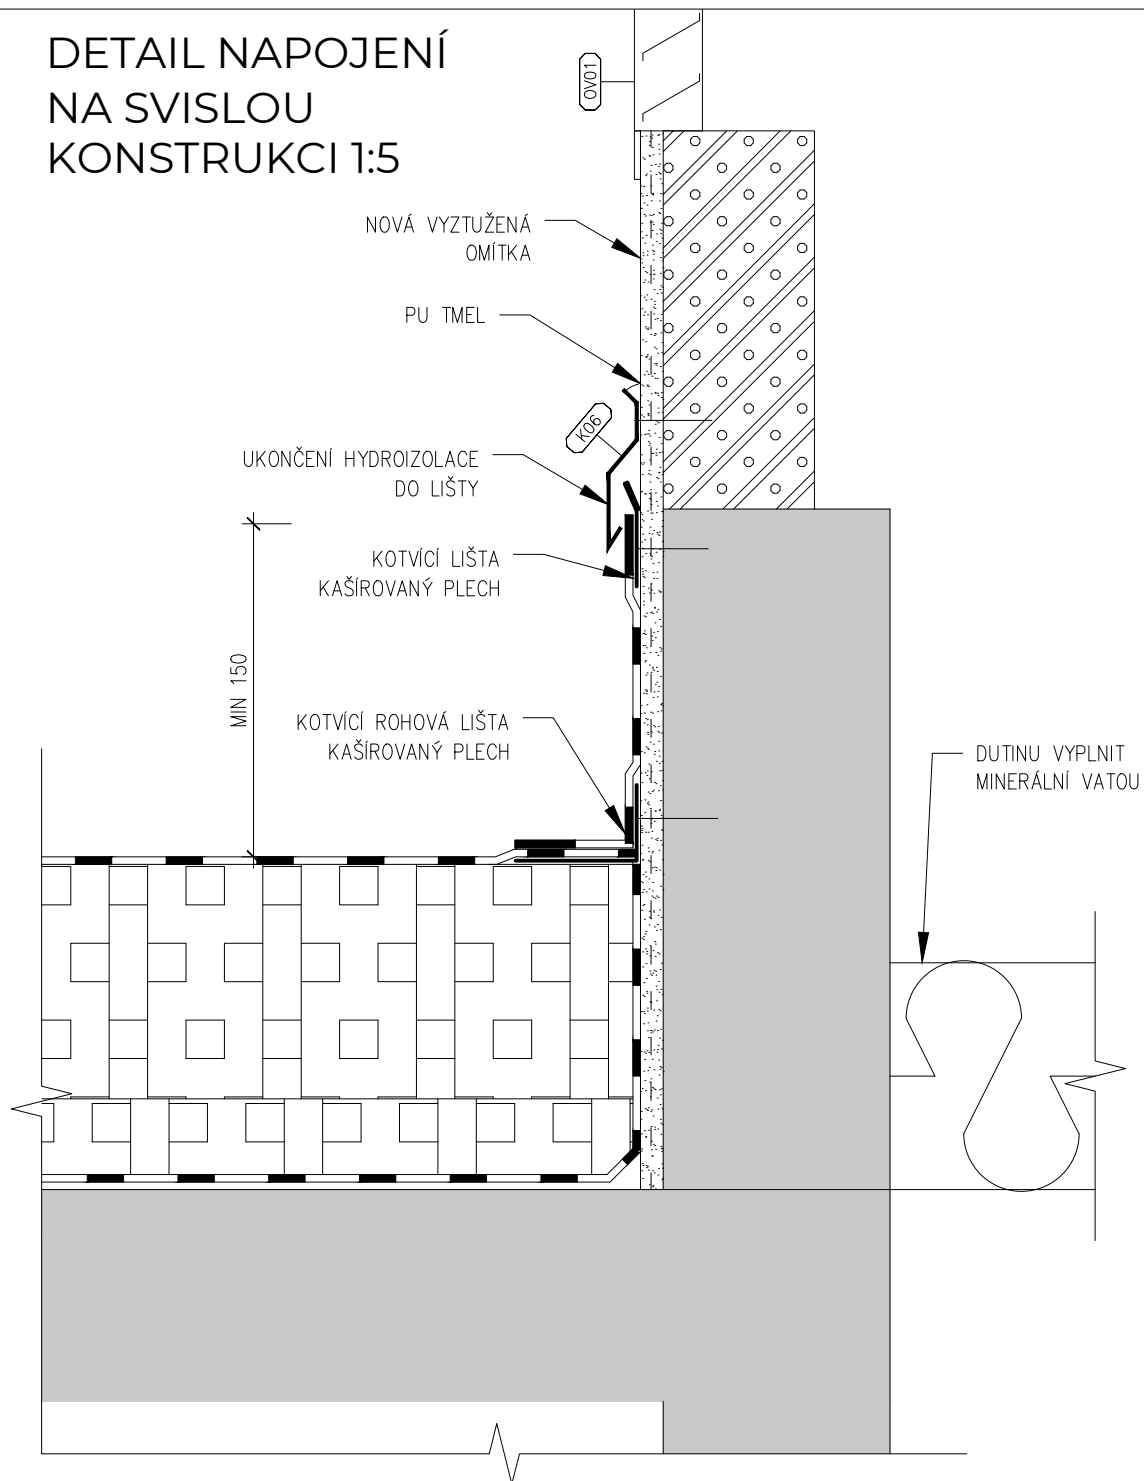 DETAIL NAPOJENÍ
NA SVISLOU
KONSTRUKCI 1:5
OV01
NOVÁ VYZTUŽENÁ
OMÍTKA
PU TMEL
K06
UKONČENÍ HYDROIZOLACE
DO LIŠTY
KOTVÍCÍ LIŠTA
KAŠÍROVANÝ PLECH
MIN 150
KOTVÍCÍ ROHOVÁ LIŠTA
KAŠÍROVANÝ PLECH
DUTINU VYPLNIT
MINERÁLNÍ VATOU